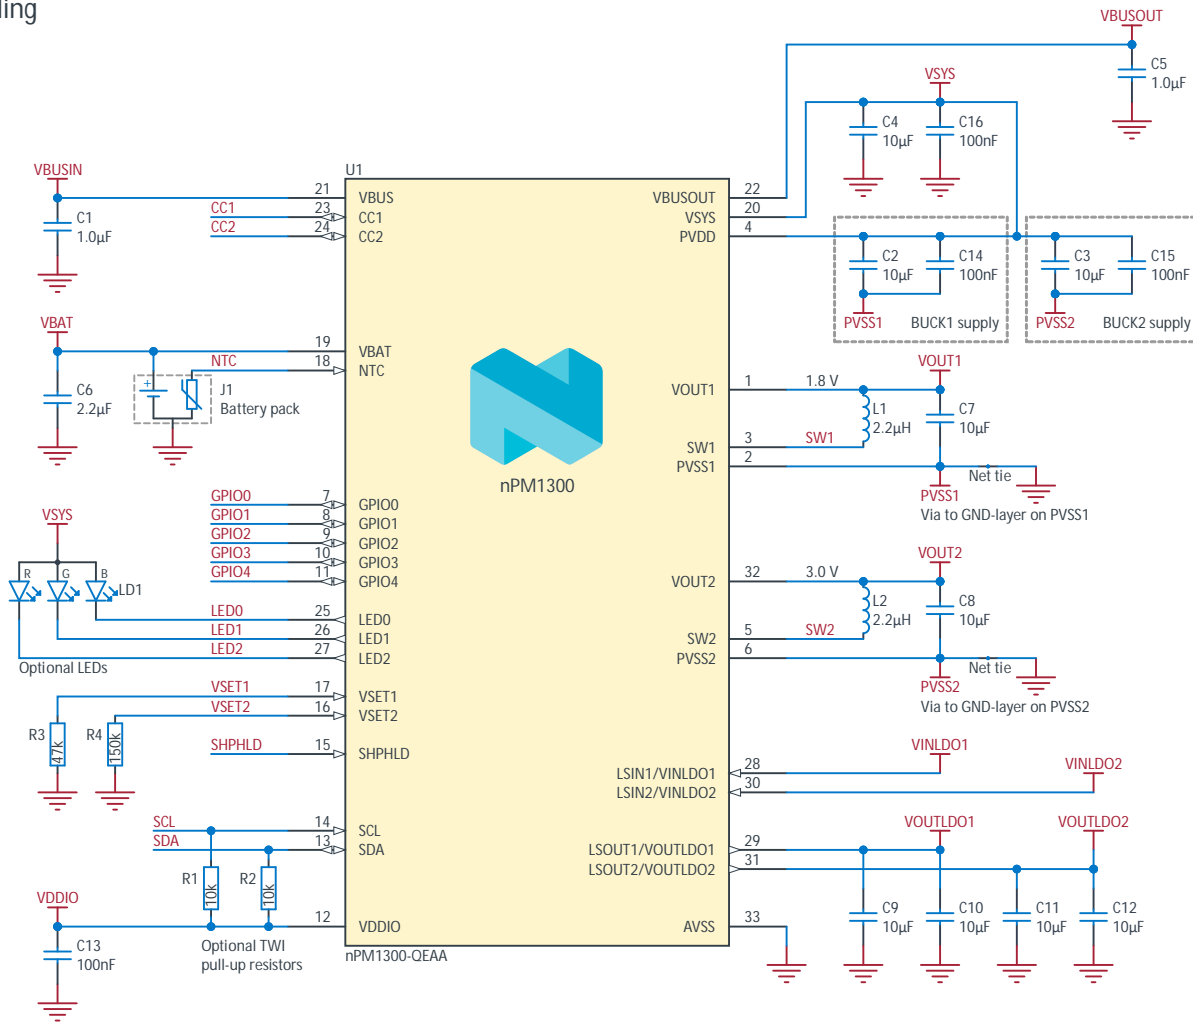 ling
VBUSOUT
C5
1.0µF
VSYS
C4
10µF
C16
100nF
U1
VBUSIN
C1
1.0µF
21
VBUS
CC1
23
CC1
CC2
24
CC2
VBUSOUT
22
VSYS
20
PVDD
4
C2
10µF
C14
100nF
C3
10µF
C15
100nF
PVSS1
BUCK1 supply
PVSS2
BUCK2 supply
VBAT
19
VBAT
NTC
18
NTC
C6
2.2µF
+
J1
Battery pack
nPM1300
VOUT1
VOUT1
1
1.8 V
L1
2.2µH
C7
10µF
SW1
3
SW1
PVSS1
2
Net tie
PVSS1
Via to GND-layer on PVSS1
GPIO0
7
GPIO0
GPIO1
8
GPIO1
GPIO2
9
GPIO2
GPIO3
10
GPIO3
GPIO4
11
GPIO4
VSYS
R
G
B
LD1
LED0
25
LED0
LED1
26
LED1
LED2
27
LED2
Optional LEDs
VOUT2
VOUT2
32
3.0 V
L2
2.2µH
C8
10µF
SW2
5
SW2
PVSS2
6
Net tie
PVSS2
Via to GND-layer on PVSS2
VSET1
17
VSET1
VSET2
16
VSET2
R3
47k
R4
150k
SHPHLD
15
SHPHLD
VINLDO1
LSIN1/VINLDO1
28
VINLDO2
LSIN2/VINLDO2
30
SCL
14
SCL
SDA
13
SDA
R1
10k
R2
10k
VOUTLDO1
VOUTLDO2
LSOUT1/VOUTLDO1
29
LSOUT2/VOUTLDO2
31
C9
10µF
C10
10µF
C11
10µF
C12
10µF
VDDIO
12
VDDIO
C13
100nF
Optional TWI
pull-up resistors
AVSS
33
nPM1300-QEAA